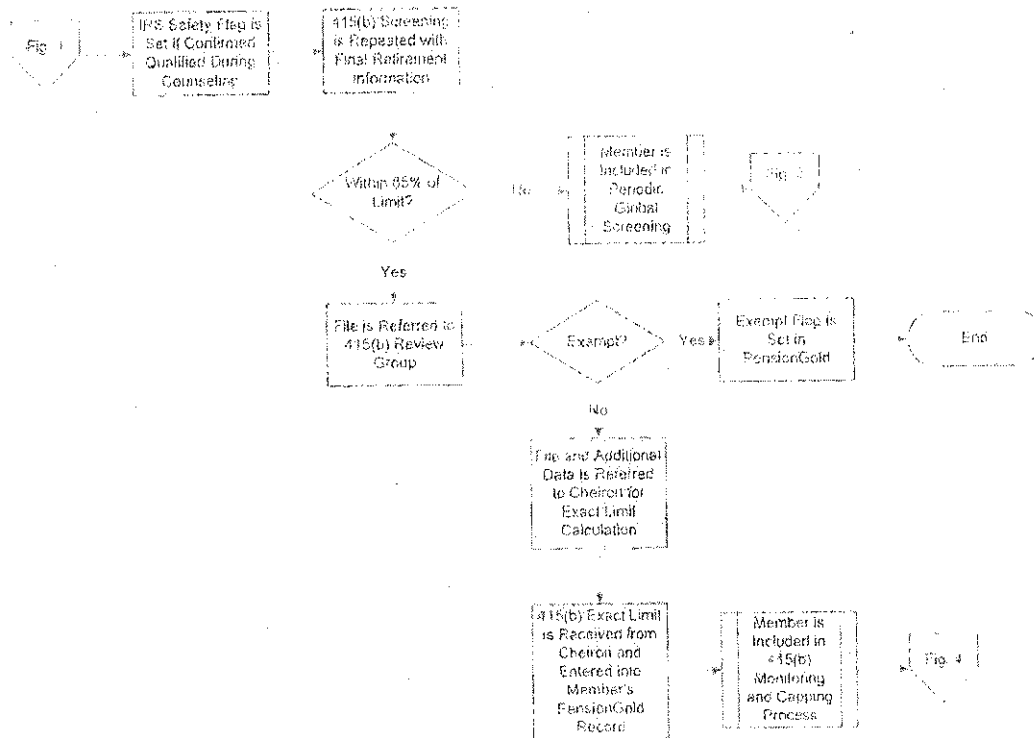 Fig. 1
IRS Safety Flag is
Set if Confirmed
Qualified During
Counseling
415(b) Screening
is Repeated with
Final Retirement
Information
Within 85% of
Limit?
No
Member is
Included in
Periodic
Global
Screening
Fig.
Yes
File is Referred to
415(b) Review
Group
Exempt?
Yes
Exempt Flag is
Set in
PensionGold
End
No
File and Additional
Data is Referred
to Cheiron for
Exact Limit
Calculation
415(b) Exact Limit
is Received from
Cheiron and
Entered into
Member's
PensionGold
Record
Member is
Included in
415(b)
Monitoring
and Capping
Process
Fig. 4